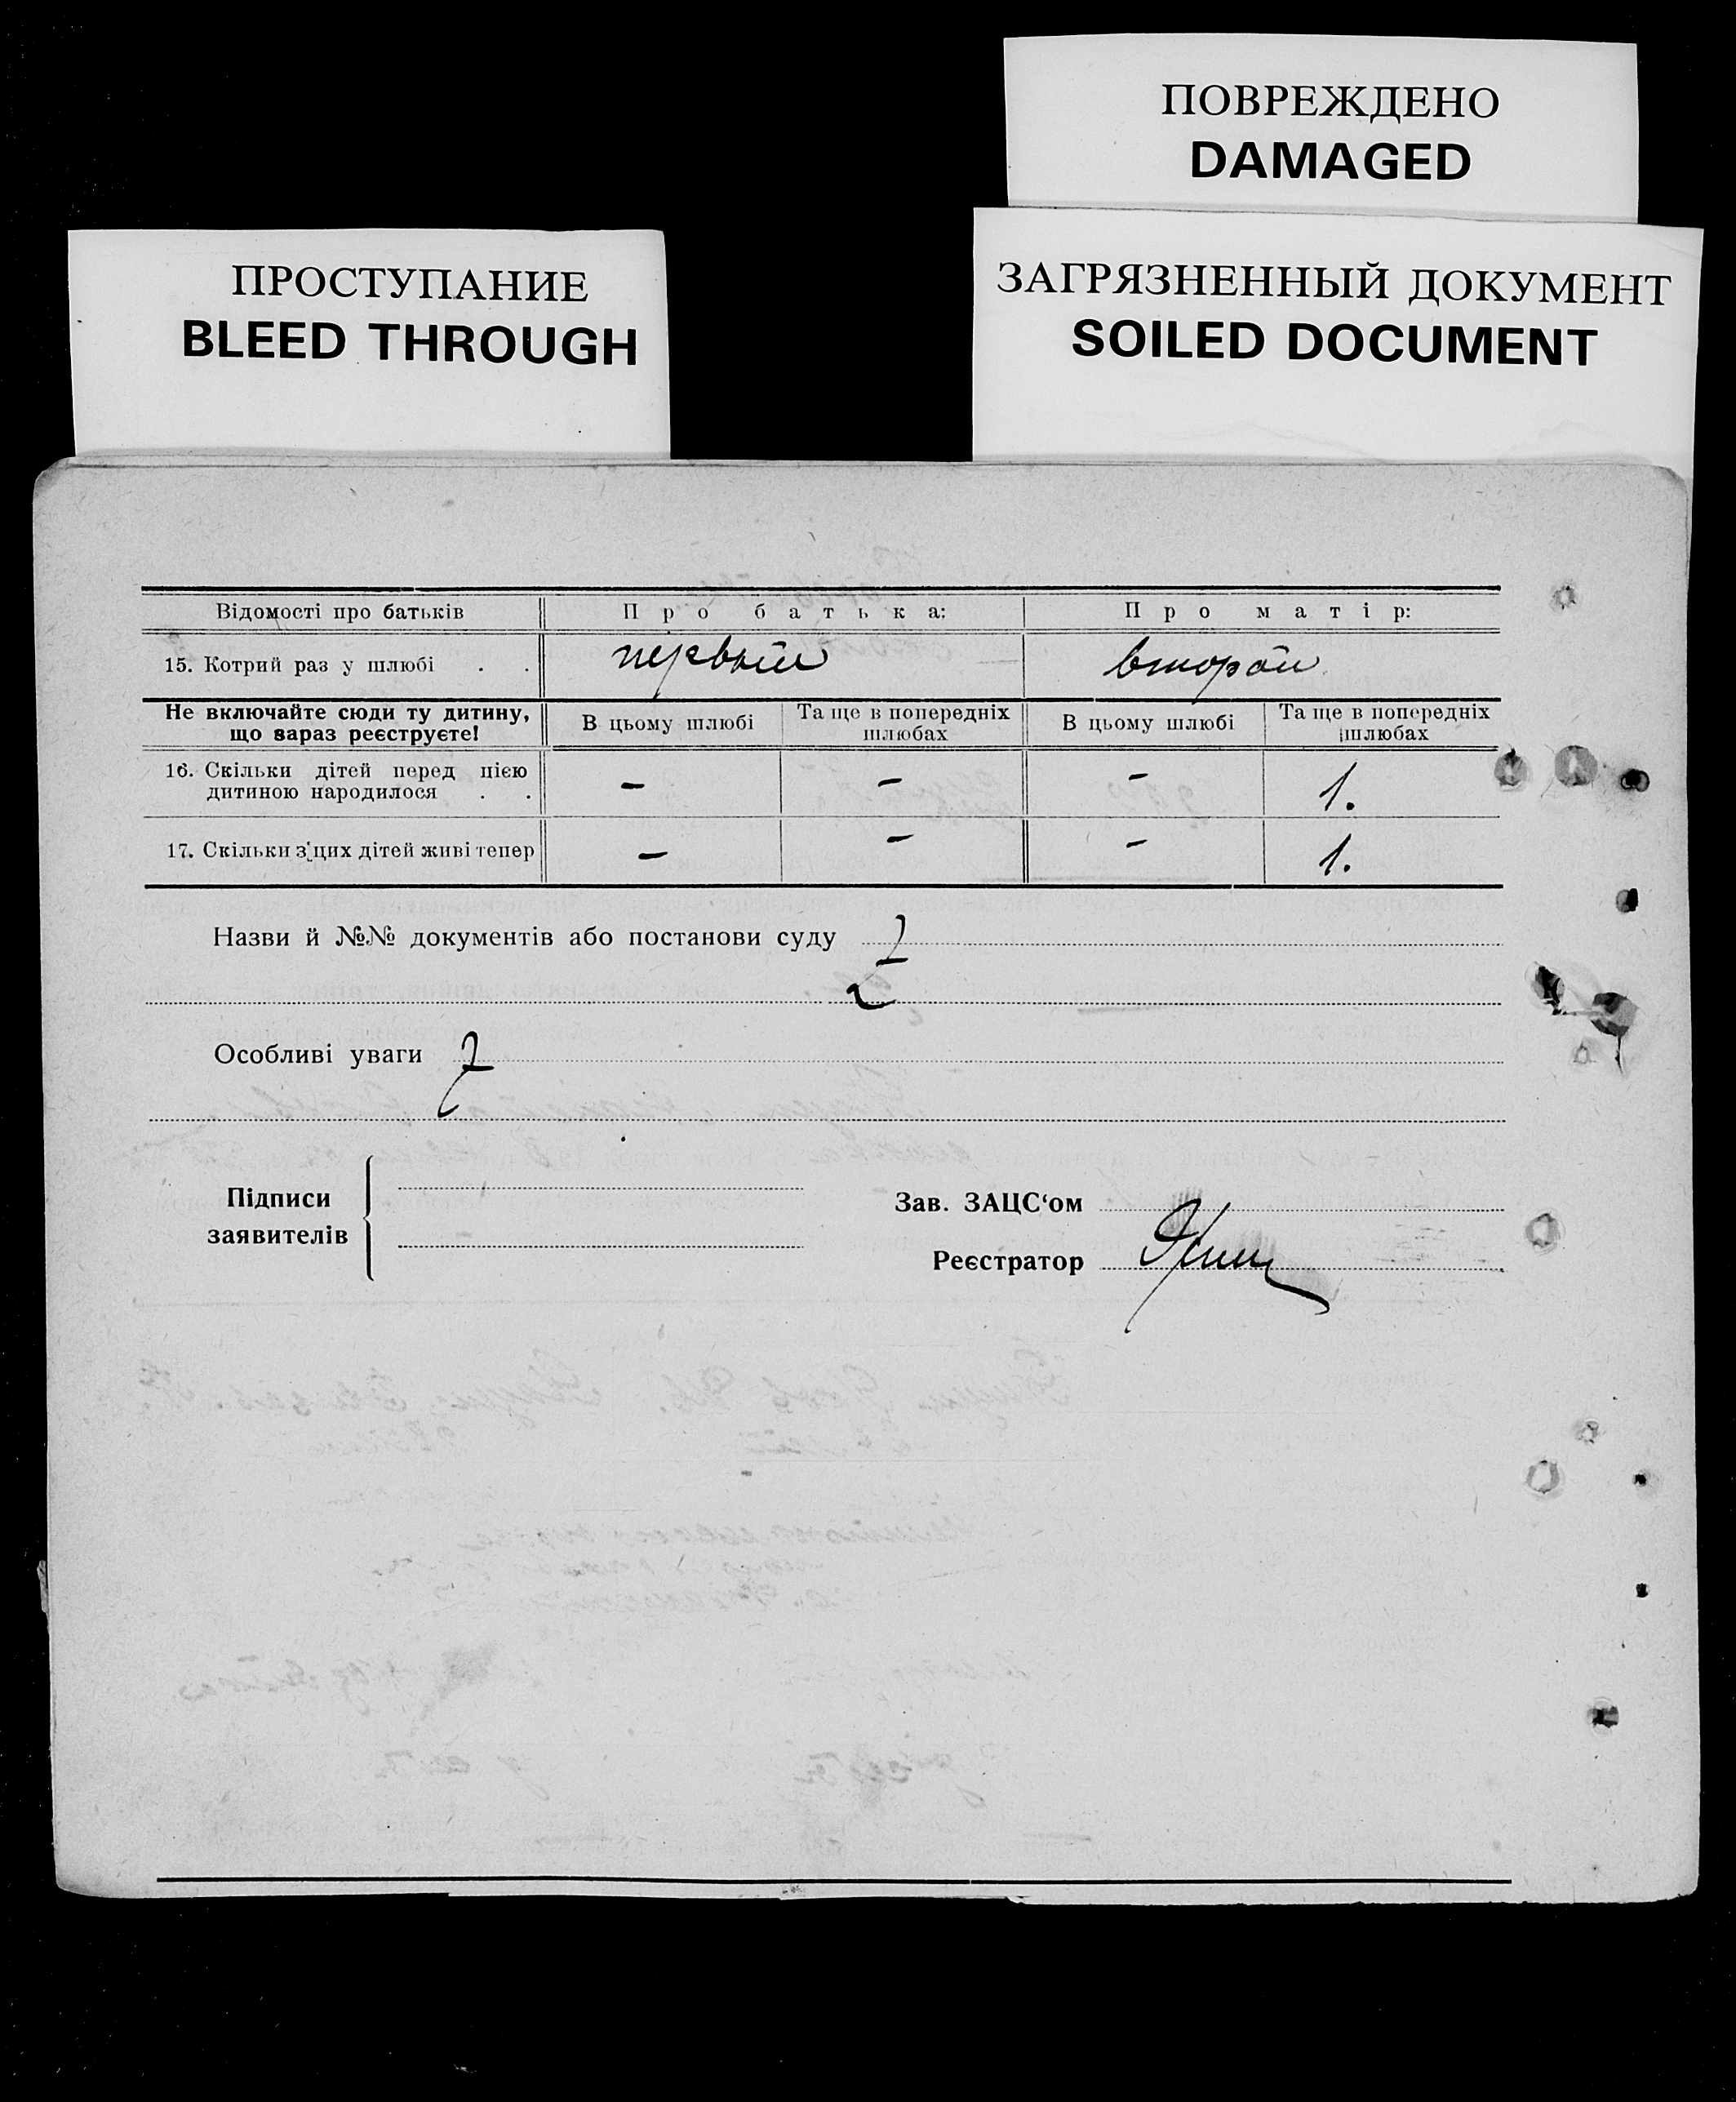 ПОВРЕЖДЕНО
DAMAGED
ПРОСТУПАНИЕ
BLEED THROUGH
ЗАГРЯЗНЕННЫЙ ДОКУМЕНТ
SOILED DOCUMENT
Відомості про батьків Про батька: Про матір:
15. Котрий раз у шлюбі . . первый второй
Не включайте сюди ту дитину, що зараз реєструєте! В цьому шлюбі Та ще в попередніх шлюбах В цьому шлюбі Та ще в попередніх шлюбах
16. Скільки дітей перед цією
дитиною народилося . . – – – 1.
17. Скільки з цих дітей живі тепер – – – 1.
Назви й №№ документів або постанови суду
Особливі уваги
Підписи
заявителів
Зав. ЗАЦС‘ом
Реєстратор